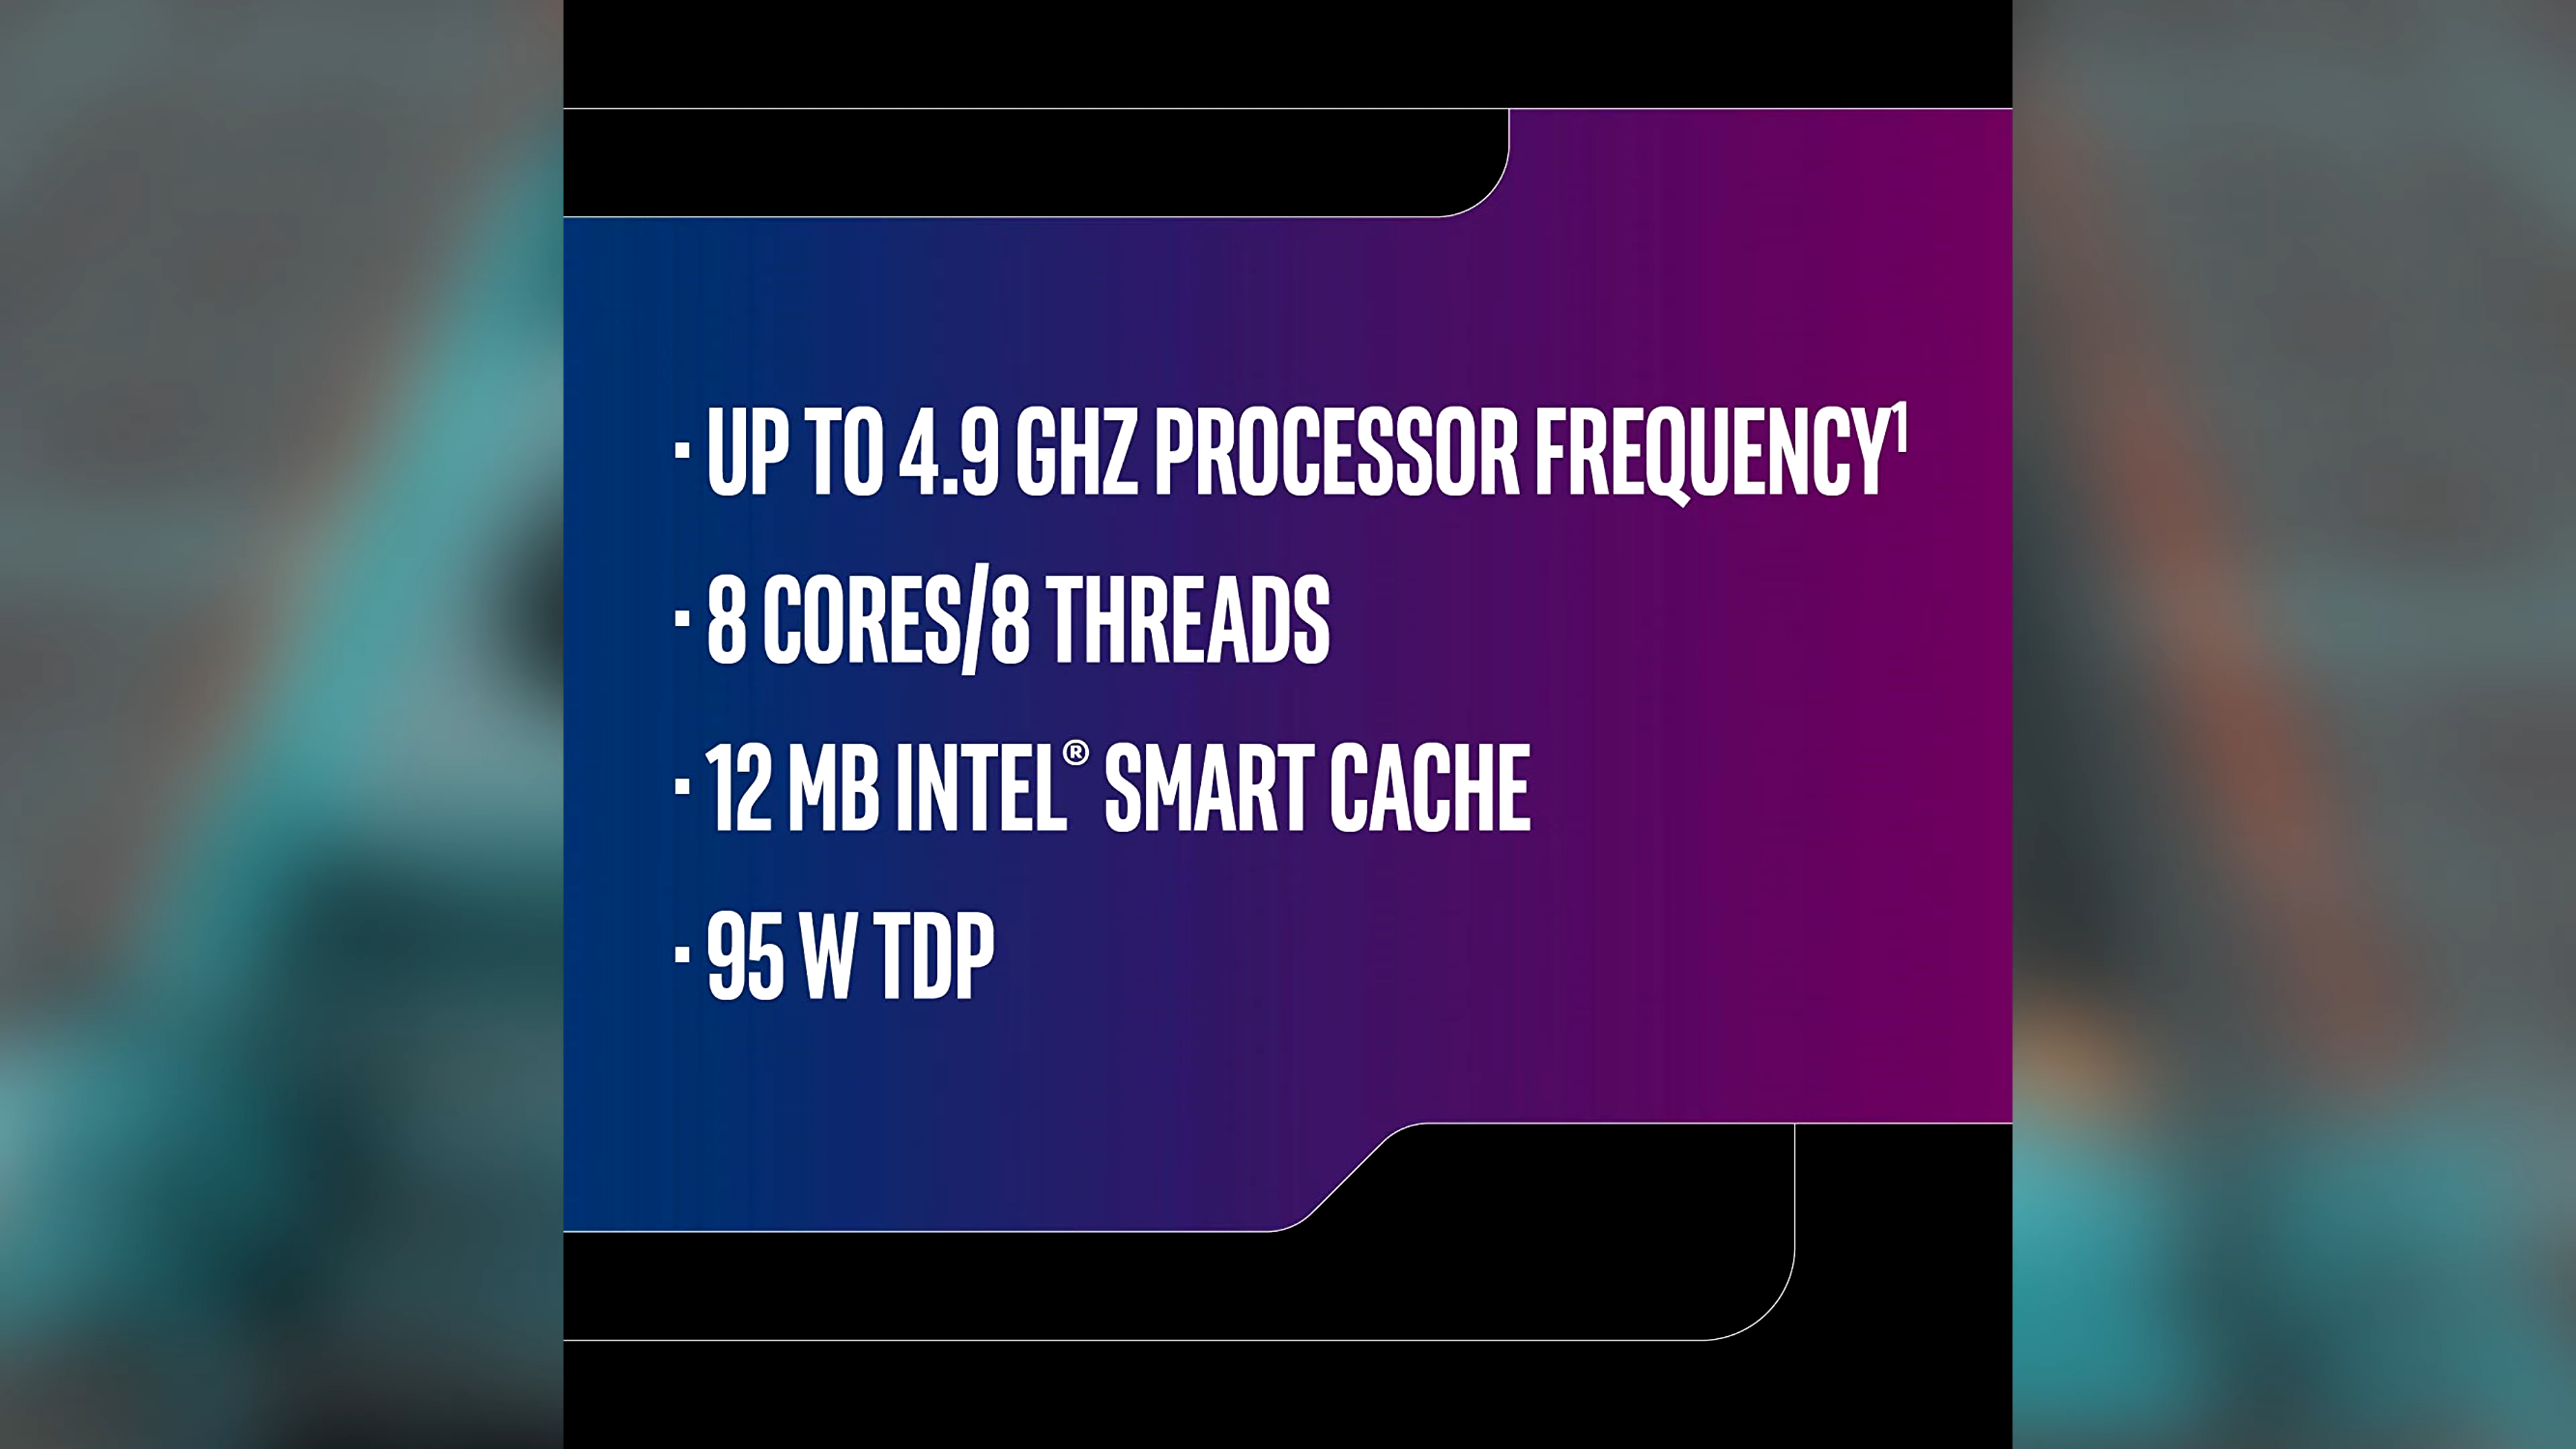 · UP TO 4.9 GHZ PROCESSOR FREQUENCY¹
· 8 CORES/8 THREADS
· 12 MB INTEL® SMART CACHE
· 95 W TDP